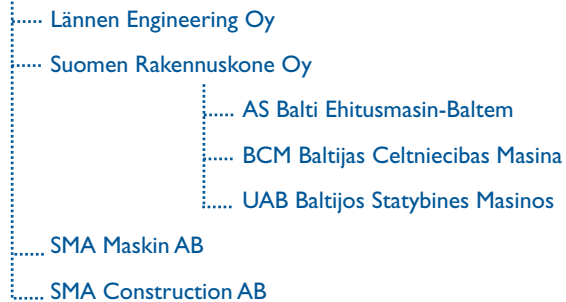 Lännen Engineering Oy
Suomen Rakennuskone Oy
AS Balti Ehitusmasin-Baltem
BCM Baltijas Celtniecibas Masina
UAB Baltijos Statybines Masinos
SMA Maskin AB
SMA Construction AB